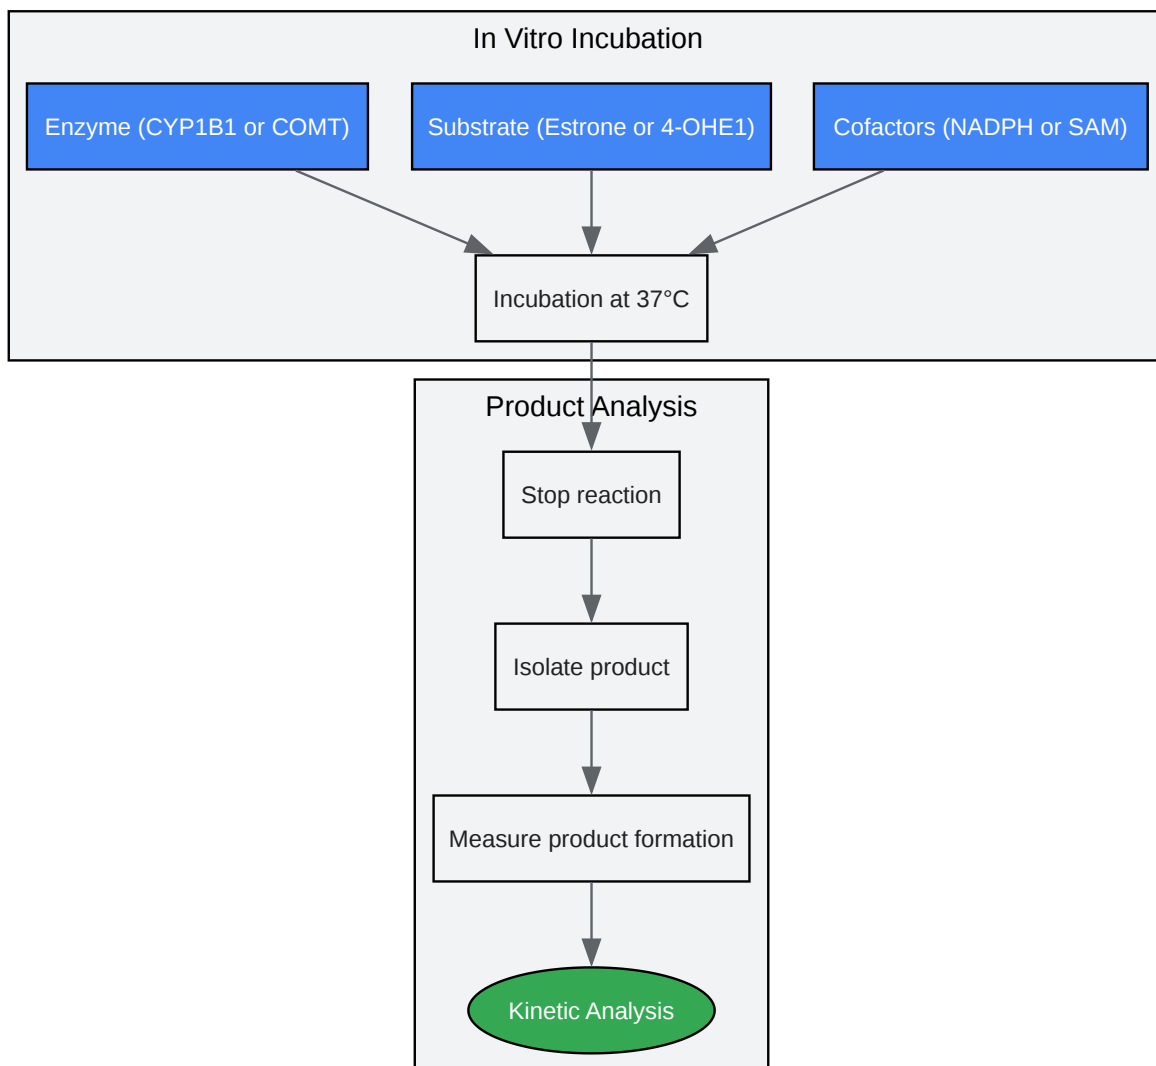 In Vitro Incubation
Enzyme (CYP1B1 or COMT)
Substrate (Estrone or 4-OHE1)
Cofactors (NADPH or SAM)
Incubation at 37°C
Product Analysis
Stop reaction
Isolate product
Measure product formation
Kinetic Analysis